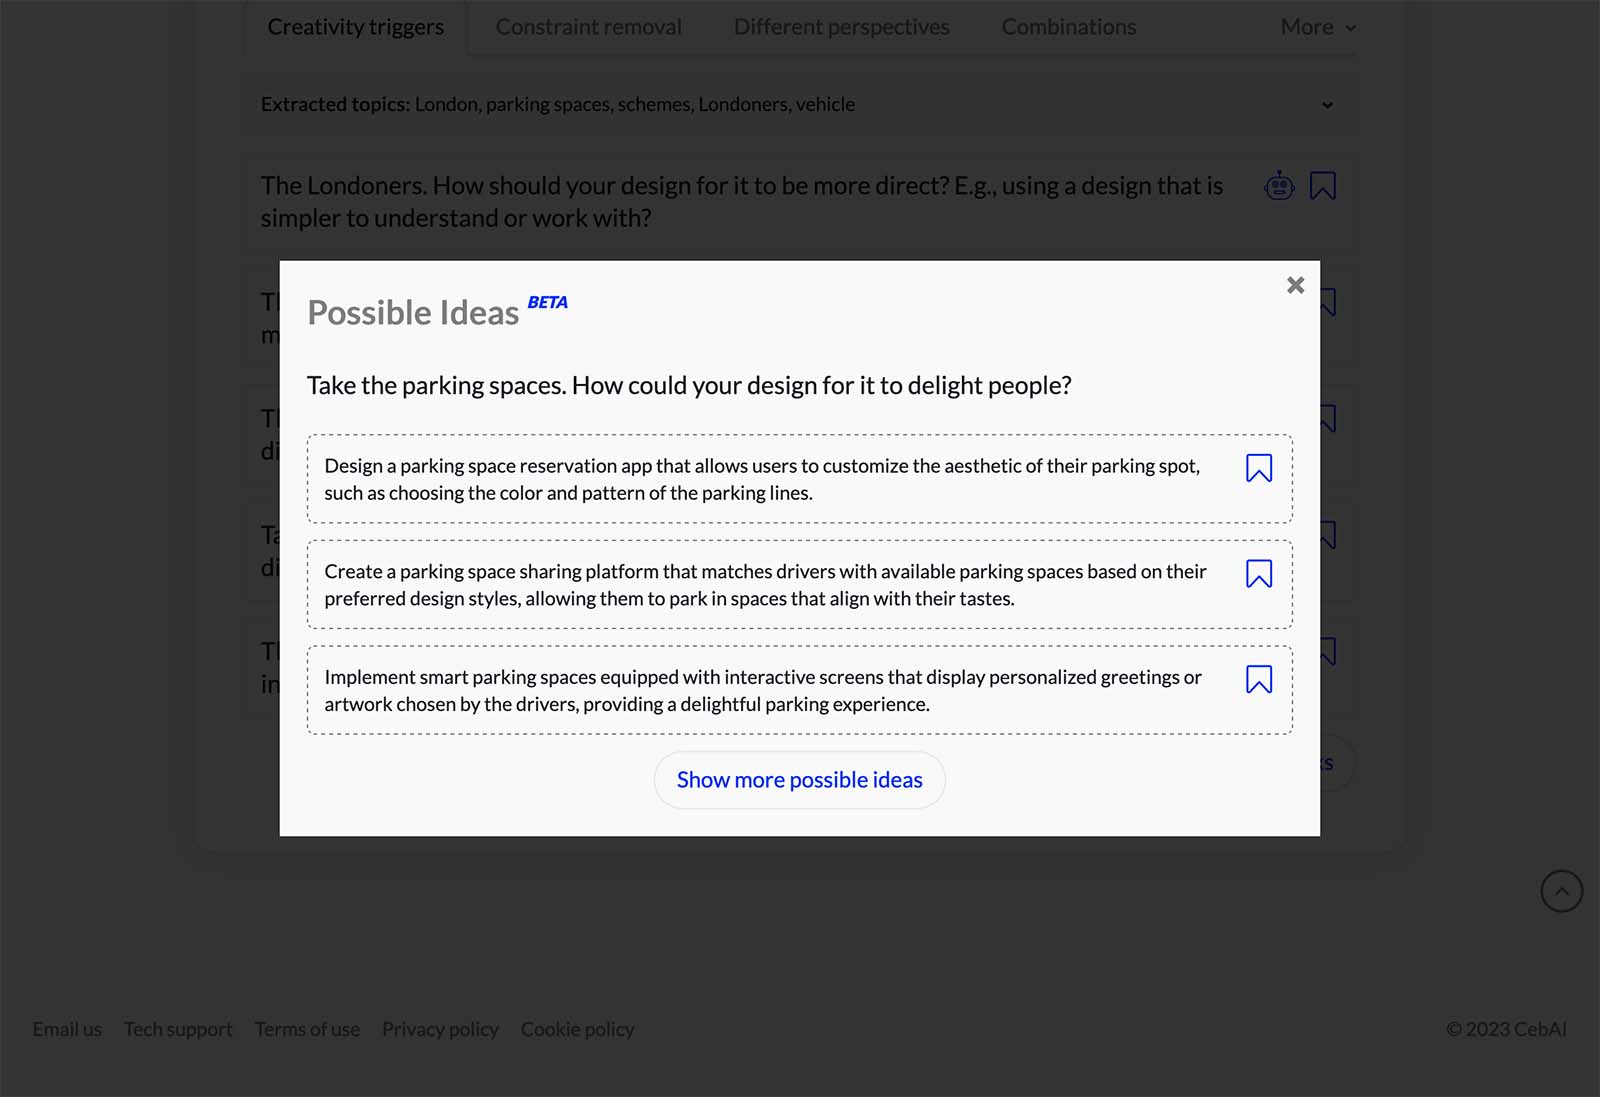 Creativity triggers Constraint removal Different perspectives Combinations More
Extracted topics: London, parking spaces, schemes, Londoners, vehicle
The Londoners. How should your design for it to be more direct? E.g., using a design that is
simpler to understand or work with?
Possible Ideas BETA
Take the parking spaces. How could your design for it to delight people?
Design a parking space reservation app that allows users to customize the aesthetic of their parking spot,
such as choosing the color and pattern of the parking lines.
Create a parking space sharing platform that matches drivers with available parking spaces based on their
preferred design styles, allowing them to park in spaces that align with their tastes.
Implement smart parking spaces equipped with interactive screens that display personalized greetings or
artwork chosen by the drivers, providing a delightful parking experience.
Show more possible ideas
Email us Tech support Terms of use Privacy policy Cookie policy © 2023 CebAI